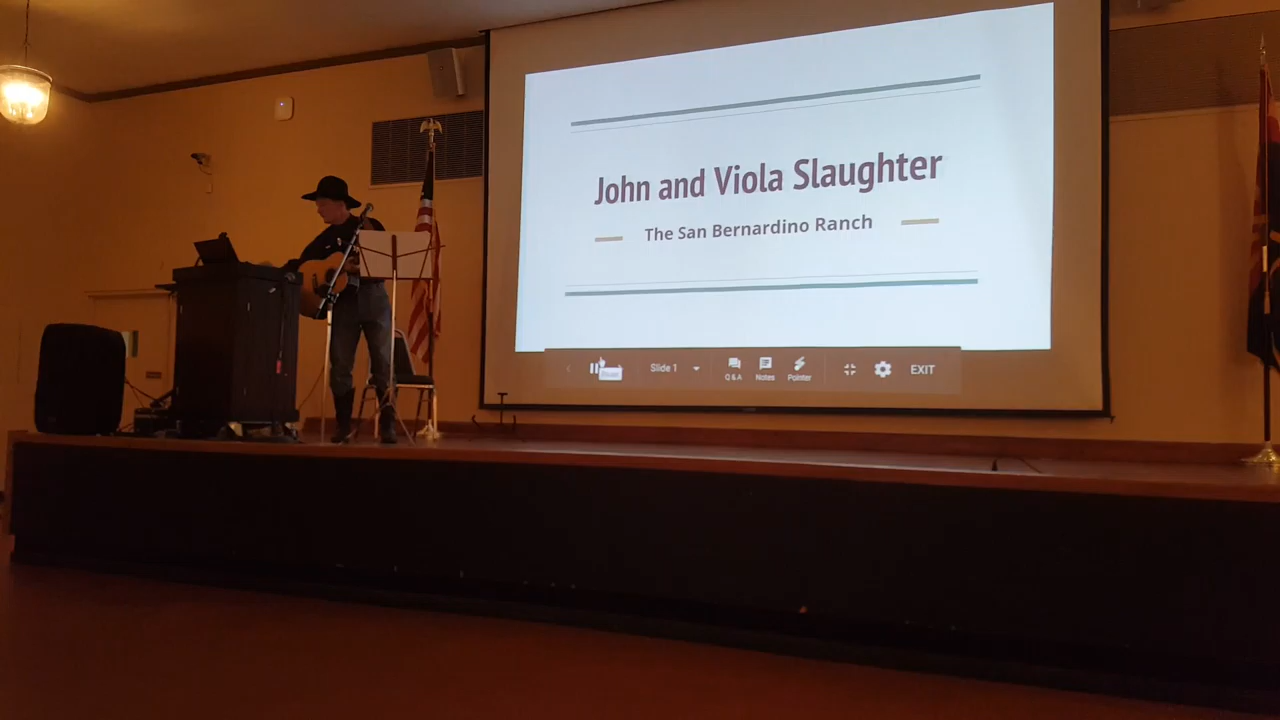 John and Viola Slaughter
The San Bernardino Ranch
Slide 1
Q & A
Notes
Pointer
EXIT